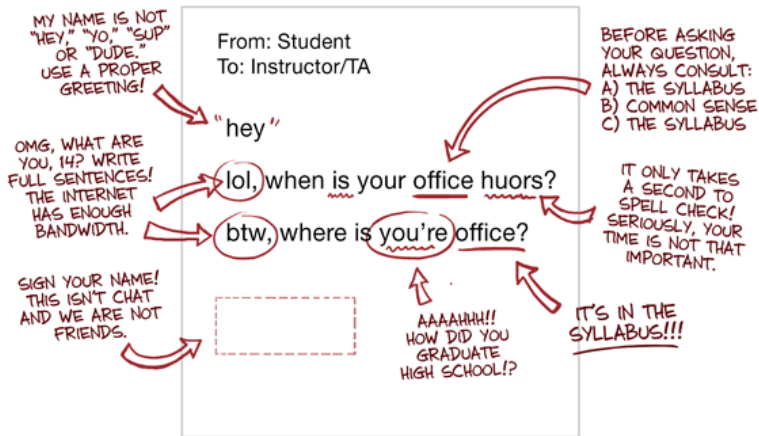 MY NAME IS NOT
"HEY," "YO," "SUP"
OR "DUDE."
USE A PROPER
GREETING!
From: Student
To: Instructor/TA
BEFORE ASKING
YOUR QUESTION,
ALWAYS CONSULT:
A) THE SYLLABUS
B) COMMON SENSE
C) THE SYLLABUS
"hey"
OMG, WHAT ARE
YOU, 14? WRITE
FULL SENTENCES!
THE INTERNET
HAS ENOUGH
BANDWIDTH.
lol, when is your office huors?
btw, where is you're office?
IT ONLY TAKES
A SECOND TO
SPELL CHECK!
SERIOUSLY, YOUR
TIME IS NOT THAT
IMPORTANT.
SIGN YOUR NAME!
THIS ISN'T CHAT
AND WE ARE NOT
FRIENDS.
AAAAHHH!!
HOW DID YOU
GRADUATE
HIGH SCHOOL!?
IT'S IN THE
SYLLABUS!!!